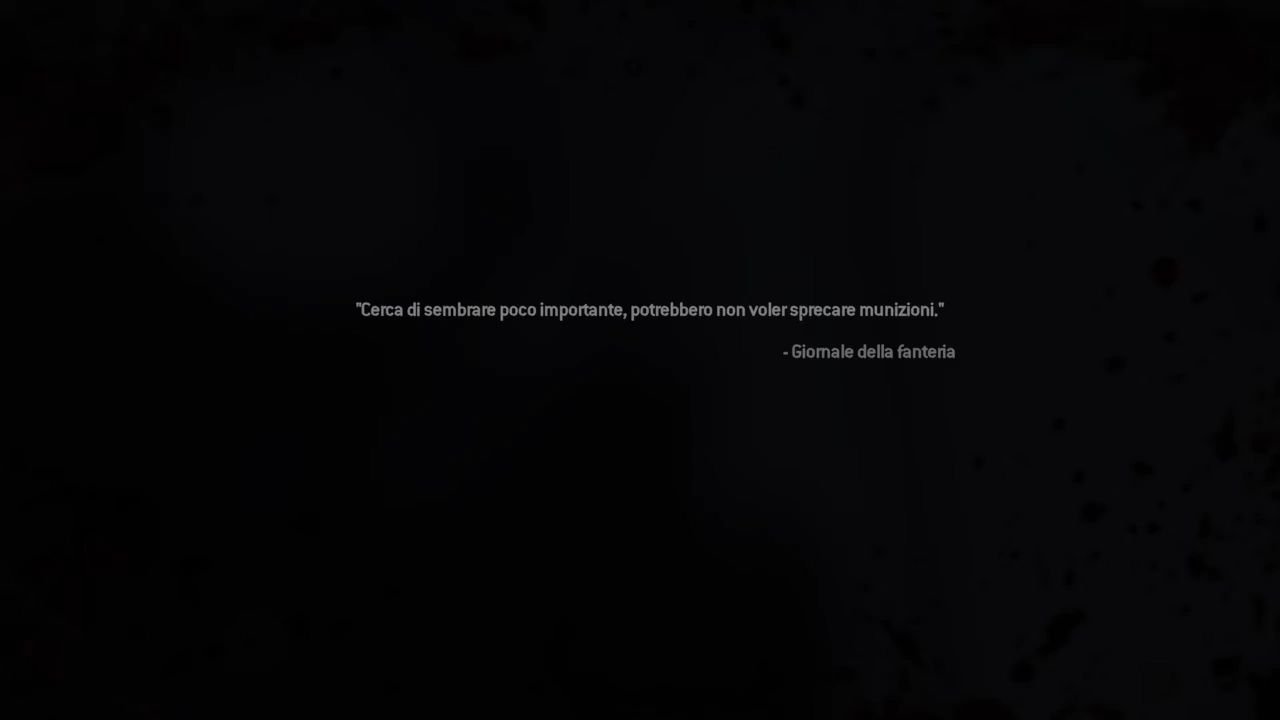 "Cerca di sembrare poco importante, potrebbero non voler sprecare munizioni."
- Giornale della fanteria